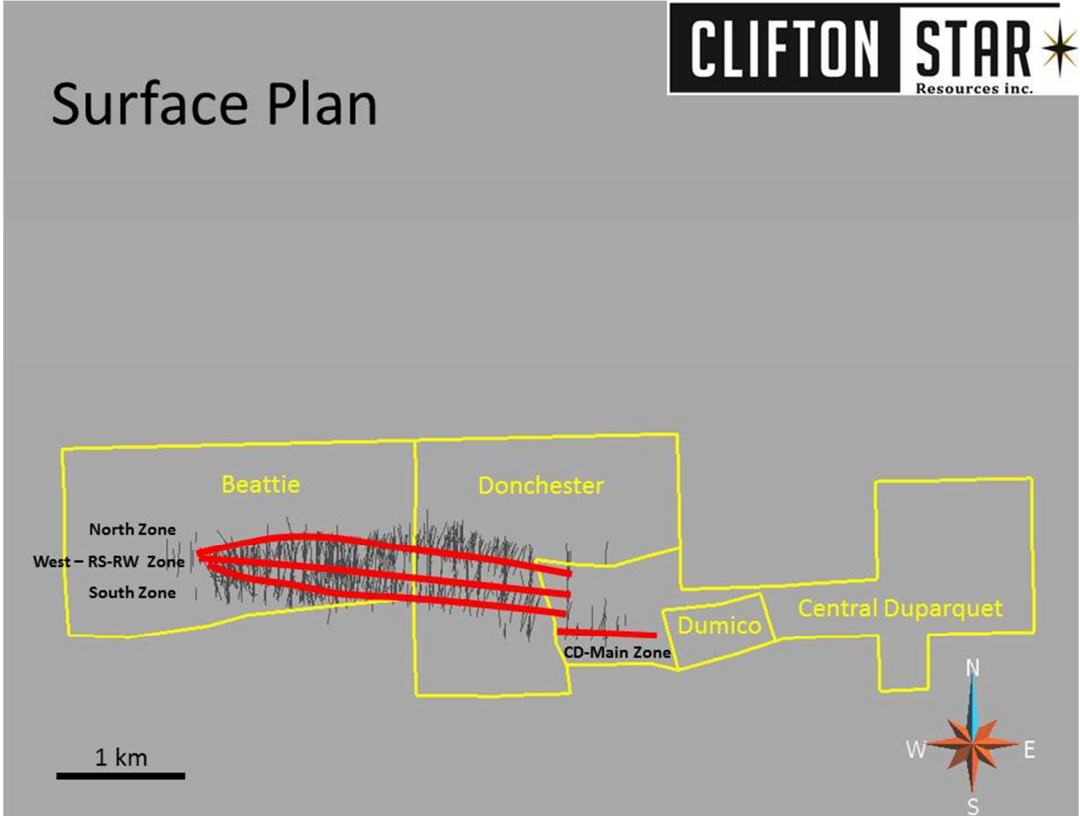 CLIFTON STAR
Resources inc.
Surface Plan
Beattie
Donchester
North Zone
West – RS-RW Zone
South Zone
Central Duparquet
Dumico
CD-Main Zone
N
W
E
S
1 km